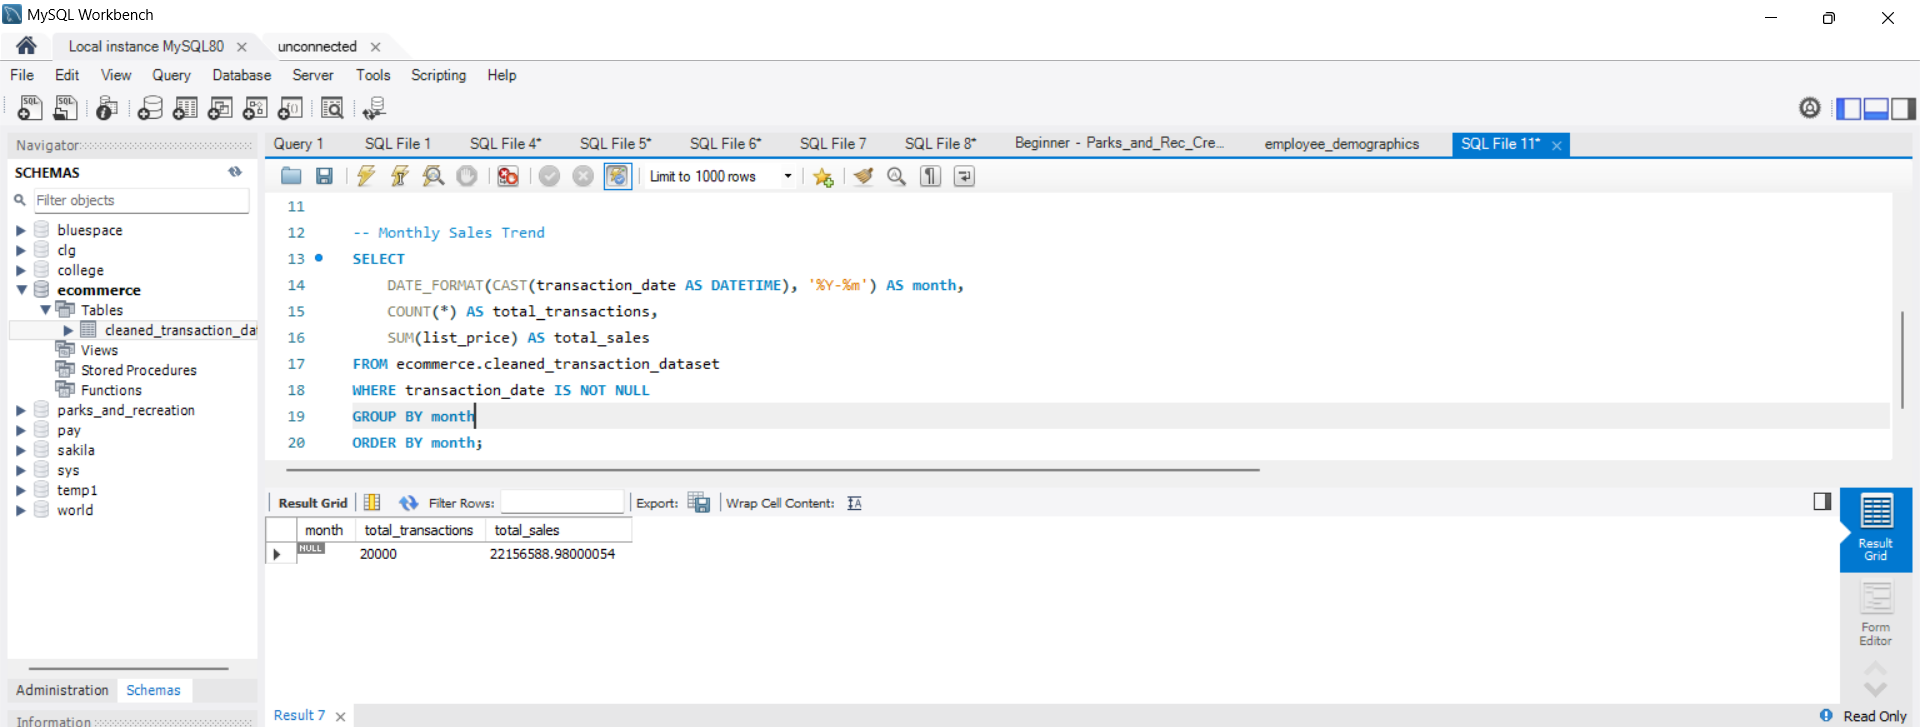 MySQL Workbench
Local instance MySQL80
unconnected
File Edit View Query Database Server Tools Scripting Help
Navigator
SCHEMAS
Filter objects
bluespace
clg
college
ecommerce
Tables
cleaned_transaction_da
Views
Stored Procedures
Functions
parks_and_recreation
pay
sakila
sys
temp1
world
Administration Schemas
Information
Query 1 SQL File 1 SQL File 4* SQL File 5* SQL File 6* SQL File 7 SQL File 8* Beginner - Parks_and_Rec_Cre... employee_demographics SQL File 11*
Limit to 1000 rows
11
12 -- Monthly Sales Trend
13 SELECT
14 DATE_FORMAT(CAST(transaction_date AS DATETIME), '%Y-%m') AS month,
15 COUNT(*) AS total_transactions,
16 SUM(list_price) AS total_sales
17 FROM ecommerce.cleaned_transaction_dataset
18 WHERE transaction_date IS NOT NULL
19 GROUP BY month
20 ORDER BY month;
Result Grid Filter Rows: Export: Wrap Cell Content:
month total_transactions total_sales
NULL 20000 22156588.98000054
Result
Grid
Form
Editor
Result 7
Read Only